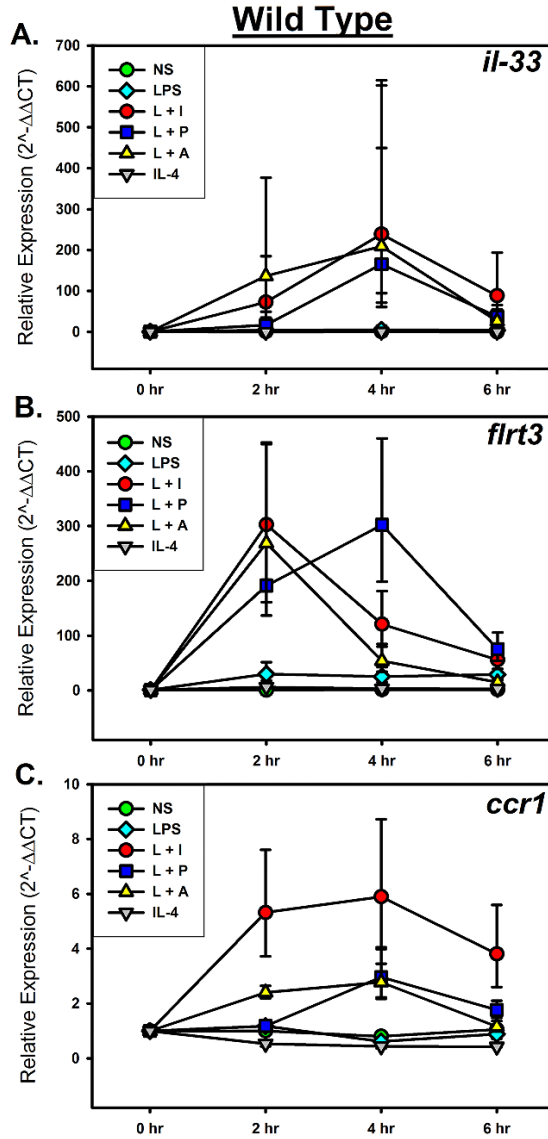 Wild Type
A.
il-33
Relative Expression (2^-ΔΔCT)
700
600
500
400
300
200
100
0
NS
LPS
L + I
L + P
L + A
IL-4
0 hr 2 hr 4 hr 6 hr
B.
flrt3
Relative Expression (2^-ΔΔCT)
500
400
300
200
100
0
NS
LPS
L + I
L + P
L + A
IL-4
0 hr 2 hr 4 hr 6 hr
C.
ccr1
Relative Expression (2^-ΔΔCT)
10
8
6
4
2
0
NS
LPS
L + I
L + P
L + A
IL-4
0 hr 2 hr 4 hr 6 hr